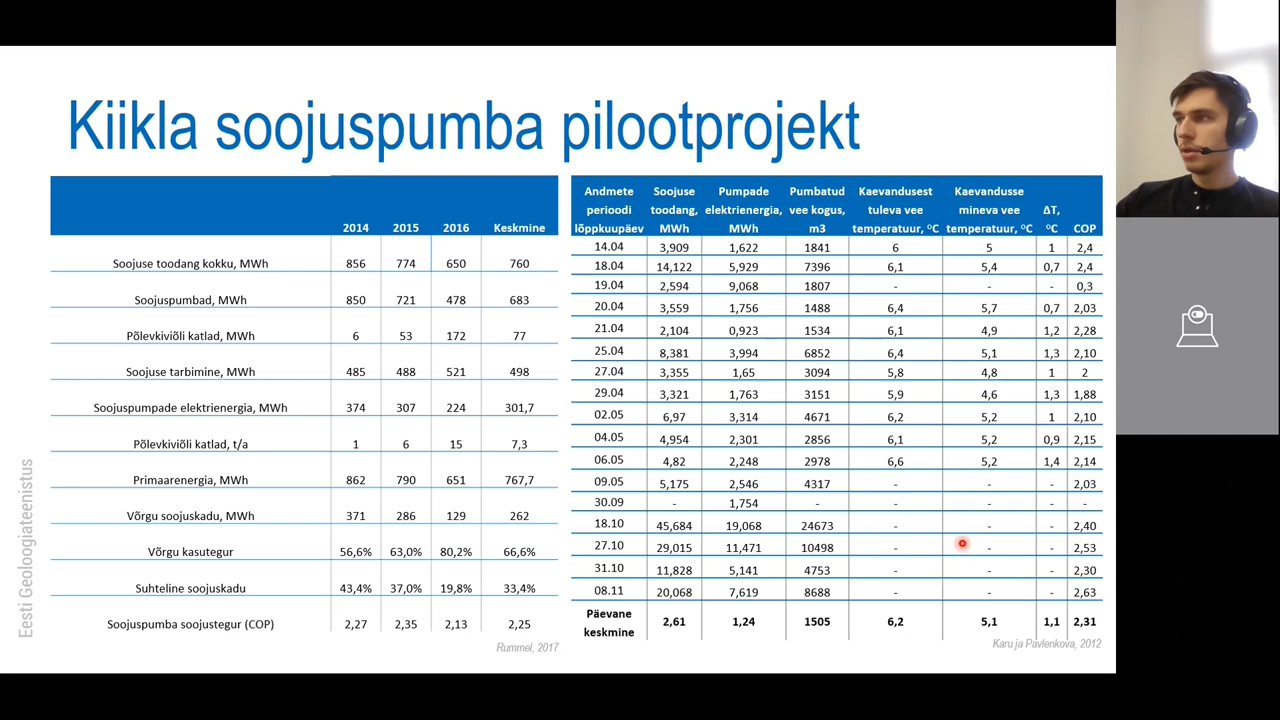 Kiikla soojuspumba pilootprojekt
2014 2015 2016 Keskmine
Soojuse toodang kokku, MWh 856 774 650 760
Soojuspumbad, MWh 850 721 478 683
Põlevkiviõli katlad, MWh 6 53 172 77
Soojuse tarbimine, MWh 485 488 521 498
Soojuspumpade elektrienergia, MWh 374 307 224 301,7
Põlevkiviõli katlad, t/a 1 6 15 7,3
Primaarenergia, MWh 862 790 651 767,7
Võrgu soojuskadu, MWh 371 286 129 262
Võrgu kasutegur 56,6% 63,0% 80,2% 66,6%
Suhteline soojuskadu 43,4% 37,0% 19,8% 33,4%
Soojuspumba soojustegur (COP) 2,27 2,35 2,13 2,25
Rummel, 2017
Andmete Soojuse Pumpade Pumbatud Kaevandusest Kaevandusse
perioodi toodang, elektrienergia, vee kogus, tuleva vee mineva vee ΔT,
lõppkuupäev MWh MWh m3 temperatuur, ºC temperatuur, ºC ºC COP
14.04 3,909 1,622 1841 6 5 1 2,4
18.04 14,122 5,929 7396 6,1 5,4 0,7 2,4
19.04 2,594 9,068 1807 - - - 0,3
20.04 3,559 1,756 1488 6,4 5,7 0,7 2,03
21.04 2,104 0,923 1534 6,1 4,9 1,2 2,28
25.04 8,381 3,994 6852 6,4 5,1 1,3 2,10
27.04 3,355 1,65 3094 5,8 4,8 1 2
29.04 3,321 1,763 3151 5,9 4,6 1,3 1,88
02.05 6,97 3,314 4671 6,2 5,2 1 2,10
04.05 4,954 2,301 2856 6,1 5,2 0,9 2,15
06.05 4,82 2,248 2978 6,6 5,2 1,4 2,14
09.05 5,175 2,546 4317 - - - 2,03
30.09 - 1,754 - - - - -
18.10 45,684 19,068 24673 - - - 2,40
27.10 29,015 11,471 10498 - - - 2,53
31.10 11,828 5,141 4753 - - - 2,30
08.11 20,068 7,619 8688 - - - 2,63
Päevane
keskmine 2,61 1,24 1505 6,2 5,1 1,1 2,31
Karu ja Pavlenkova, 2012
Eesti Geoloogiateenistus